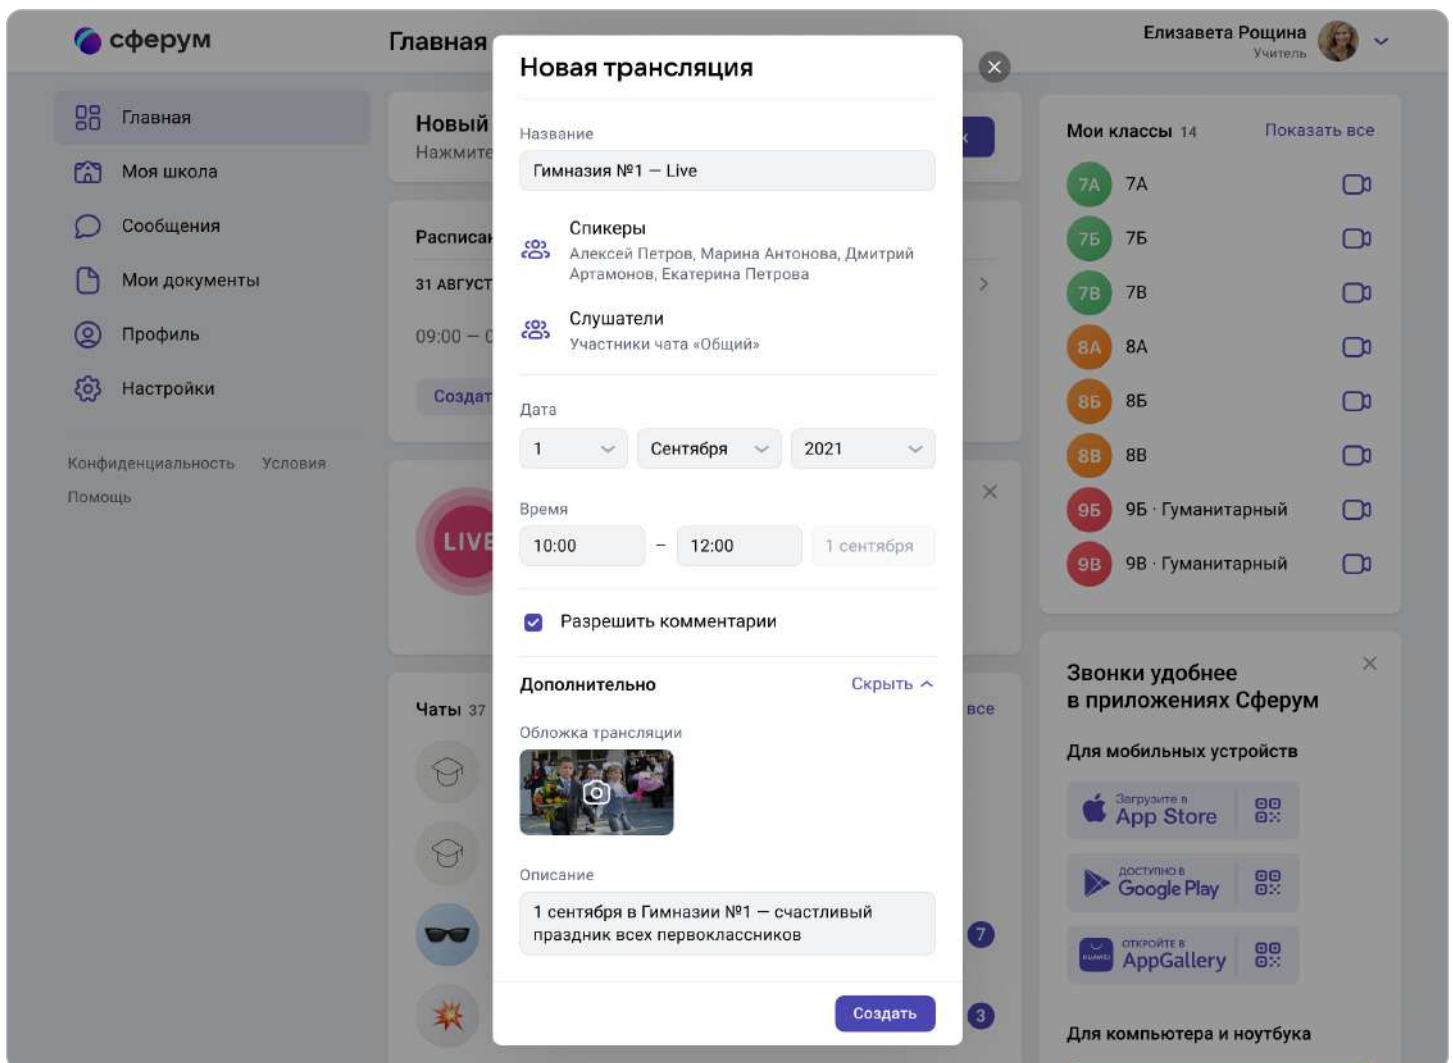 сферум
Главная
Елизавета Рощина
Учитель
Главная
Моя школа
Сообщения
Мои документы
Профиль
Настройки
Конфиденциальность Условия
Помощь
Новый
Нажмите
Расписан
31 АВГУСТ
09:00 —
Создат
LIVE
Чаты 37
все
7
3
Новая трансляция
Название
Гимназия №1 — Live
Спикеры
Алексей Петров, Марина Антонова, Дмитрий
Артамонов, Екатерина Петрова
Слушатели
Участники чата «Общий»
Дата
1 Сентября 2021
Время
10:00 – 12:00 1 сентября
Разрешить комментарии
Дополнительно Скрыть
Обложка трансляции
Описание
1 сентября в Гимназии №1 — счастливый
праздник всех первоклассников
Создать
Мои классы 14 Показать все
7А 7А
7Б 7Б
7В 7В
8А 8А
8Б 8Б
8В 8В
9Б 9Б · Гуманитарный
9В 9В · Гуманитарный
Звонки удобнее
в приложениях Сферум
Для мобильных устройств
Загрузите в
App Store
ДОСТУПНО В
Google Play
HUAWEI
ОТКРОЙТЕ В
AppGallery
Для компьютера и ноутбука